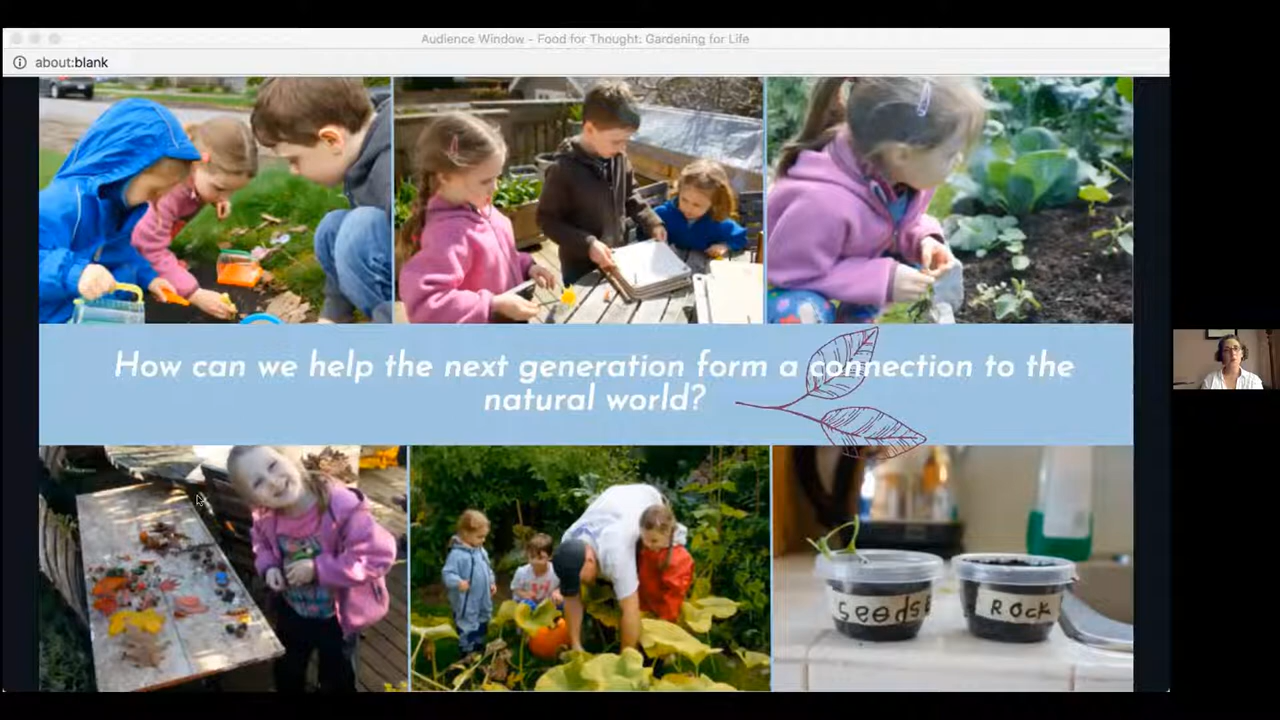 Audience Window - Food for Thought: Gardening for Life
about:blank
How can we help the next generation form a connection to the
natural world?
seeds
Rock